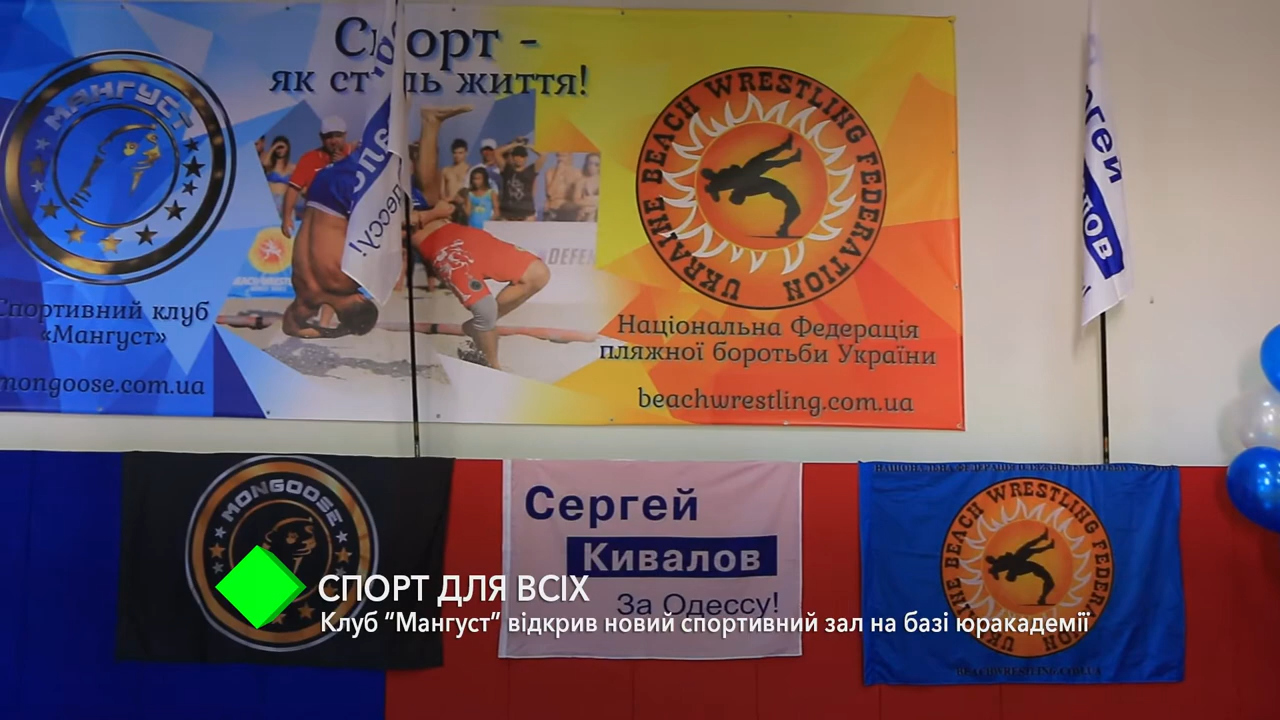 Спорт -
як стиль життя!
МАНГУСТ
Спортивний клуб
«Мангуст»
mongoose.com.ua
UKRAINE BEACH WRESTLING FEDERATION
Національна Федерація
пляжної боротьби України
beachwrestling.com.ua
MONGOOSE
Сергей
Кивалов
За Одессу!
UKRAINE BEACH WRESTLING FEDERATION
СПОРТ ДЛЯ ВСІХ
Клуб “Мангуст” відкрив новий спортивний зал на базі юракадемії